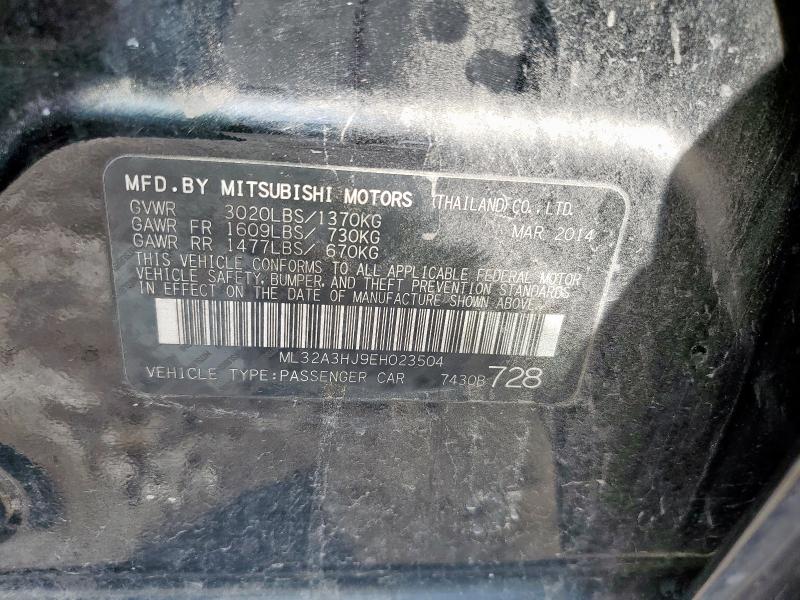 MFD.BY MITSUBISHI MOTORS (THAILAND)CO.,LTD.
GVWR 3020LBS/1370KG MAR 2014
GAWR FR 1609LBS/ 730KG
GAWR RR 1477LBS/ 670KG
THIS VEHICLE CONFORMS TO ALL APPLICABLE FEDERAL MOTOR
VEHICLE SAFETY, BUMPER, AND THEFT PREVENTION STANDARDS
IN EFFECT ON THE DATE OF MANUFACTURE SHOWN ABOVE.
ML32A3HJ9EH023504
VEHICLE TYPE:PASSENGER CAR 7430B 728